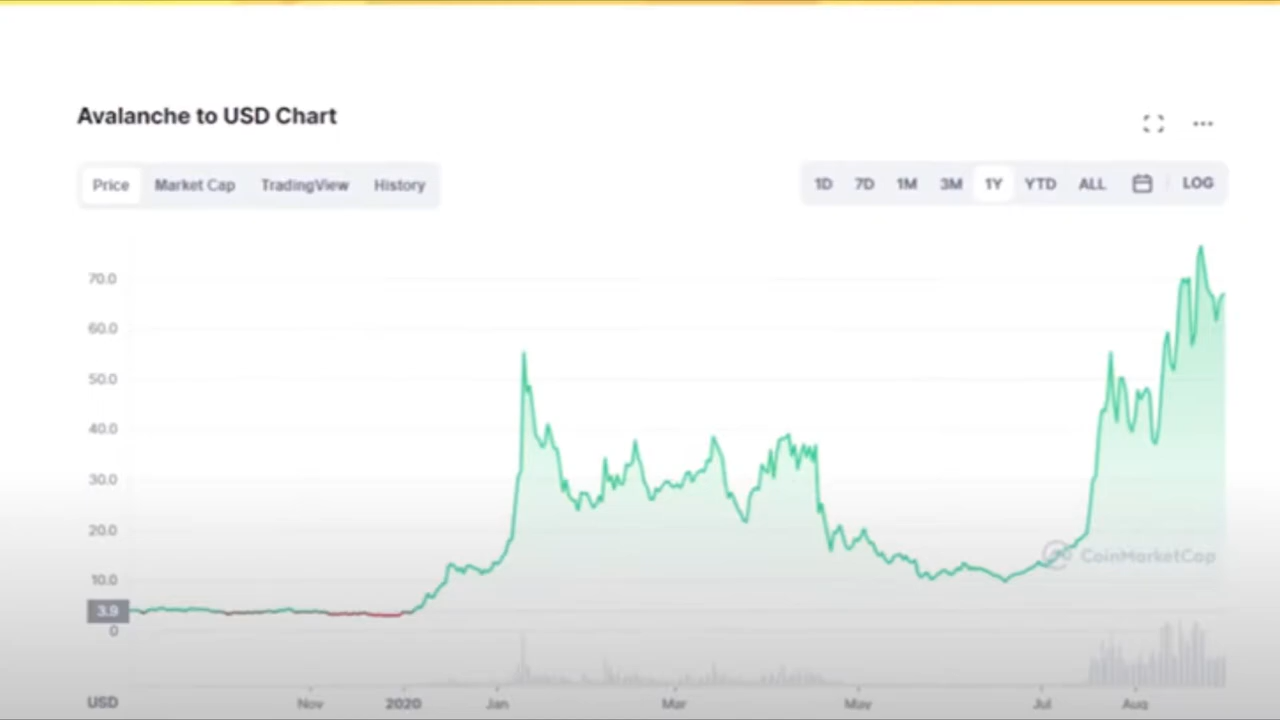 Avalanche to USD Chart
Price Market Cap TradingView History
1D 7D 1M 3M 1Y YTD ALL LOG
70.0
60.0
50.0
40.0
30.0
20.0
CoinMarketCap
10.0
3.9
0
USD Nov 2020 Jan Mar May Jul Aug